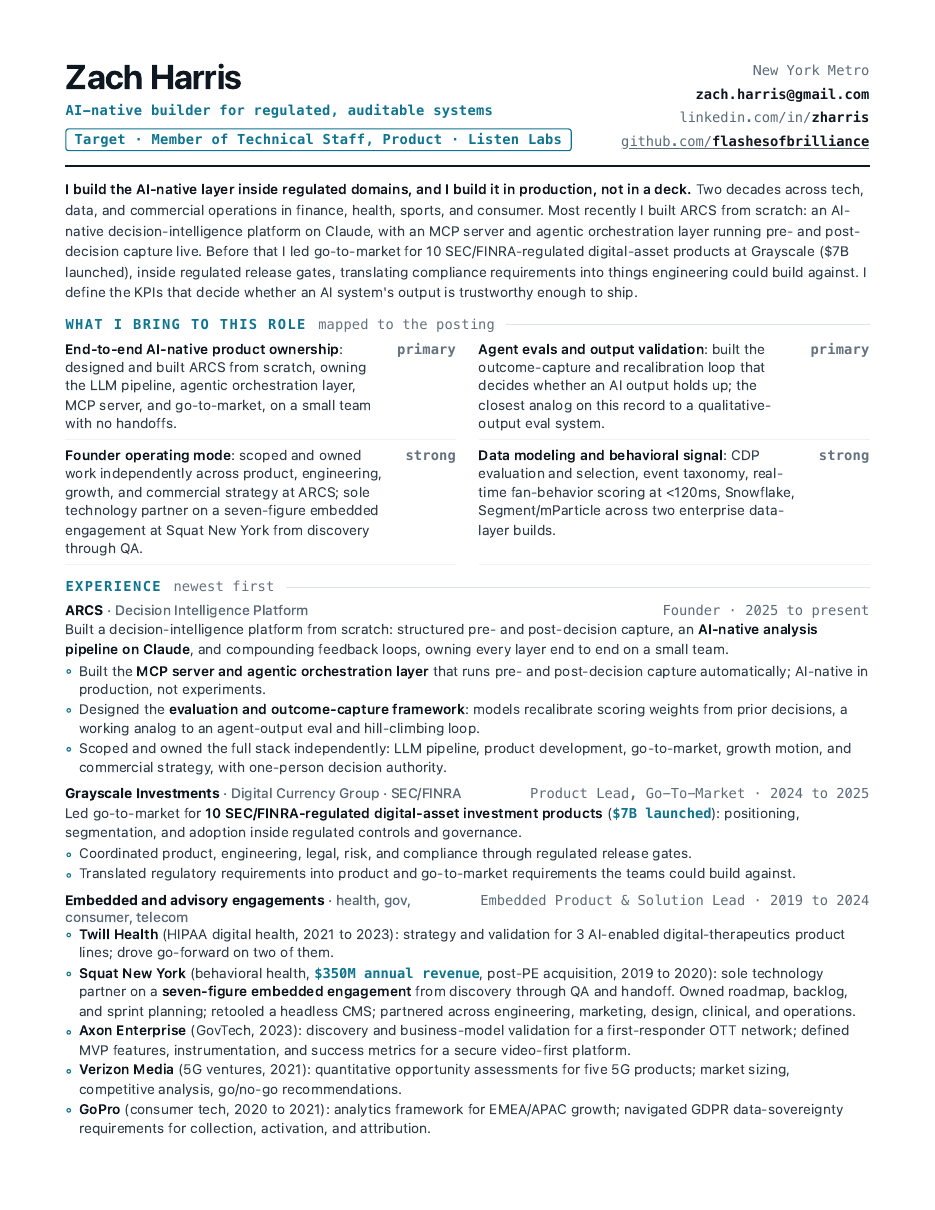 Zach Harris
AI-native builder for regulated, auditable systems
Target · Member of Technical Staff, Product · Listen Labs
New York Metro
zach.harris@gmail.com
linkedin.com/in/zharris
github.com/flashesofbrilliance
I build the AI-native layer inside regulated domains, and I build it in production, not in a deck. Two decades across tech,
data, and commercial operations in finance, health, sports, and consumer. Most recently I built ARCS from scratch: an AI-
native decision-intelligence platform on Claude, with an MCP server and agentic orchestration layer running pre- and post-
decision capture live. Before that I led go-to-market for 10 SEC/FINRA-regulated digital-asset products at Grayscale ($7B
launched), inside regulated release gates, translating compliance requirements into things engineering could build against. I
define the KPIs that decide whether an AI system's output is trustworthy enough to ship.
WHAT I BRING TO THIS ROLE mapped to the posting
End-to-end AI-native product ownership: primary
designed and built ARCS from scratch, owning
the LLM pipeline, agentic orchestration layer,
MCP server, and go-to-market, on a small team
with no handoffs.
Agent evals and output validation: built the primary
outcome-capture and recalibration loop that
decides whether an AI output holds up; the
closest analog on this record to a qualitative-
output eval system.
Founder operating mode: scoped and owned strong
work independently across product, engineering,
growth, and commercial strategy at ARCS; sole
technology partner on a seven-figure embedded
engagement at Squat New York from discovery
through QA.
Data modeling and behavioral signal: CDP strong
evaluation and selection, event taxonomy, real-
time fan-behavior scoring at <120ms, Snowflake,
Segment/mParticle across two enterprise data-
layer builds.
EXPERIENCE newest first
ARCS · Decision Intelligence Platform Founder · 2025 to present
Built a decision-intelligence platform from scratch: structured pre- and post-decision capture, an AI-native analysis
pipeline on Claude, and compounding feedback loops, owning every layer end to end on a small team.
Built the MCP server and agentic orchestration layer that runs pre- and post-decision capture automatically; AI-native in
production, not experiments.
Designed the evaluation and outcome-capture framework: models recalibrate scoring weights from prior decisions, a
working analog to an agent-output eval and hill-climbing loop.
Scoped and owned the full stack independently: LLM pipeline, product development, go-to-market, growth motion, and
commercial strategy, with one-person decision authority.
Grayscale Investments · Digital Currency Group · SEC/FINRA Product Lead, Go-To-Market · 2024 to 2025
Led go-to-market for 10 SEC/FINRA-regulated digital-asset investment products ($7B launched): positioning,
segmentation, and adoption inside regulated controls and governance.
Coordinated product, engineering, legal, risk, and compliance through regulated release gates.
Translated regulatory requirements into product and go-to-market requirements the teams could build against.
Embedded and advisory engagements · health, gov, Embedded Product & Solution Lead · 2019 to 2024
consumer, telecom
Twill Health (HIPAA digital health, 2021 to 2023): strategy and validation for 3 AI-enabled digital-therapeutics product
lines; drove go-forward on two of them.
Squat New York (behavioral health, $350M annual revenue, post-PE acquisition, 2019 to 2020): sole technology
partner on a seven-figure embedded engagement from discovery through QA and handoff. Owned roadmap, backlog,
and sprint planning; retooled a headless CMS; partnered across engineering, marketing, design, clinical, and operations.
Axon Enterprise (GovTech, 2023): discovery and business-model validation for a first-responder OTT network; defined
MVP features, instrumentation, and success metrics for a secure video-first platform.
Verizon Media (5G ventures, 2021): quantitative opportunity assessments for five 5G products; market sizing,
competitive analysis, go/no-go recommendations.
GoPro (consumer tech, 2020 to 2021): analytics framework for EMEA/APAC growth; navigated GDPR data-sovereignty
requirements for collection, activation, and attribution.